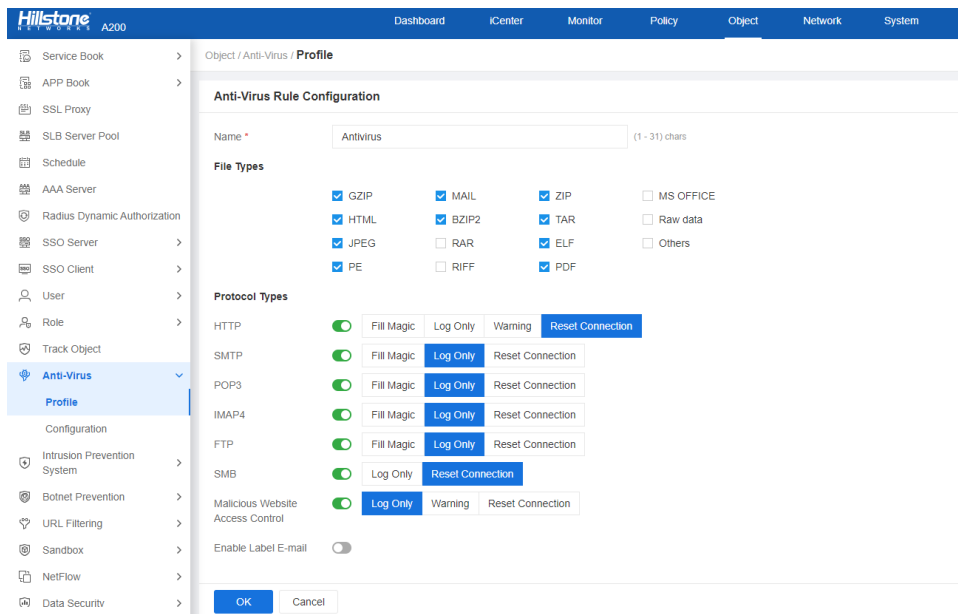 Hillstone
NETWORKS A200
Dashboard iCenter Monitor Policy Object Network System
Service Book
APP Book
SSL Proxy
SLB Server Pool
Schedule
AAA Server
Radius Dynamic Authorization
SSO Server
SSO Client
User
Role
Track Object
Anti-Virus
Profile
Configuration
Intrusion Prevention
System
Botnet Prevention
URL Filtering
Sandbox
NetFlow
Data Security
Object / Anti-Virus / Profile
Anti-Virus Rule Configuration
Name * Antivirus (1 - 31) chars
File Types
GZIP MAIL ZIP MS OFFICE
HTML BZIP2 TAR Raw data
JPEG RAR ELF Others
PE RIFF PDF
Protocol Types
HTTP Fill Magic Log Only Warning Reset Connection
SMTP Fill Magic Log Only Reset Connection
POP3 Fill Magic Log Only Reset Connection
IMAP4 Fill Magic Log Only Reset Connection
FTP Fill Magic Log Only Reset Connection
SMB Log Only Reset Connection
Malicious Website Log Only Warning Reset Connection
Access Control
Enable Label E-mail
OK Cancel